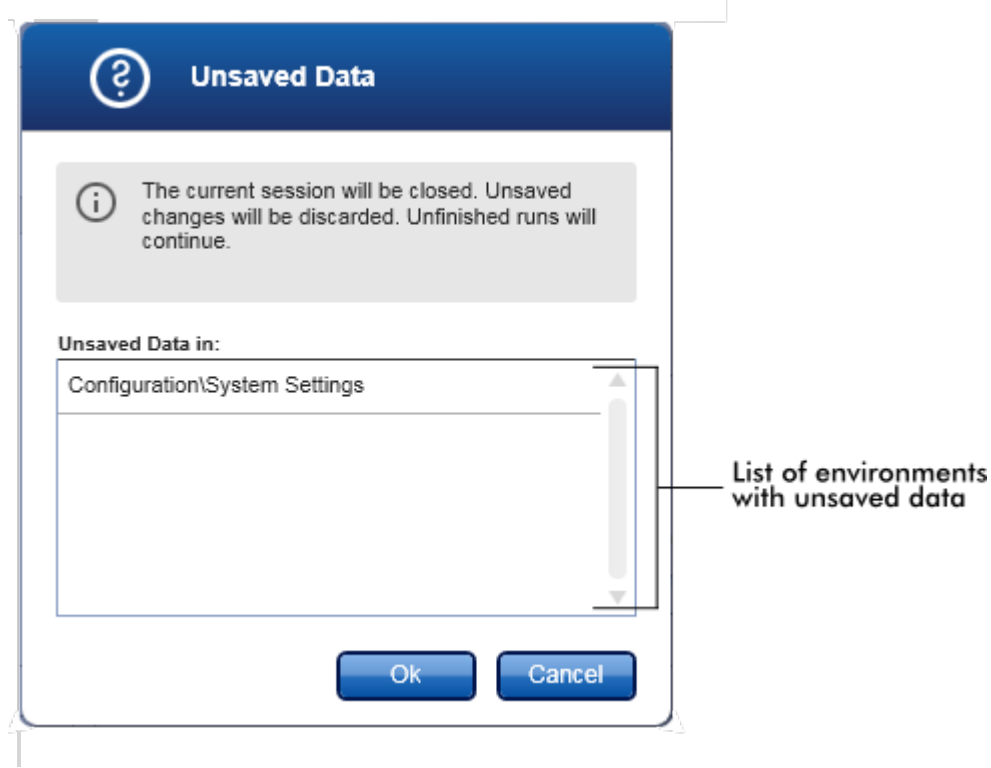 Unsaved Data
The current session will be closed. Unsaved
changes will be discarded. Unfinished runs will
continue.
Unsaved Data in:
Configuration\System Settings
List of environments
with unsaved data
Ok
Cancel